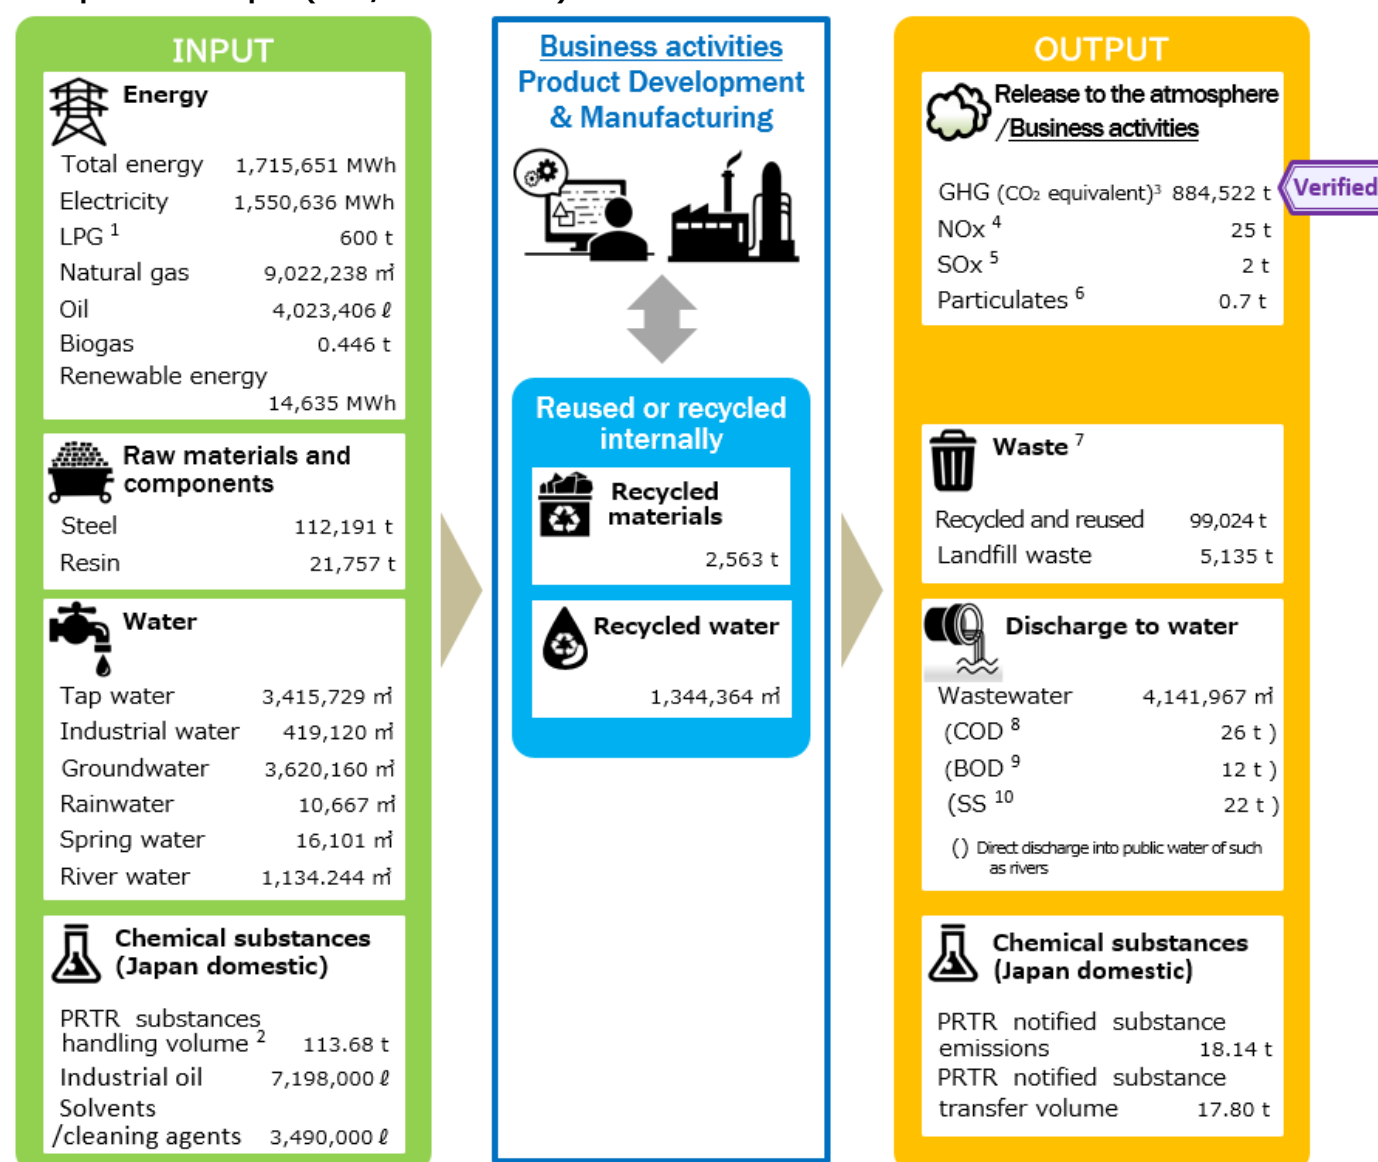 INPUT
Energy
Total energy 1,715,651 MWh
Electricity 1,550,636 MWh
LPG 1 600 t
Natural gas 9,022,238 ㎥
Oil 4,023,406 ℓ
Biogas 0.446 t
Renewable energy
14,635 MWh
Raw materials and
components
Steel 112,191 t
Resin 21,757 t
Water
Tap water 3,415,729 ㎥
Industrial water 419,120 ㎥
Groundwater 3,620,160 ㎥
Rainwater 10,667 ㎥
Spring water 16,101 ㎥
River water 1,134.244 ㎥
Chemical substances
(Japan domestic)
PRTR substances
handling volume 2 113.68 t
Industrial oil 7,198,000 ℓ
Solvents
/cleaning agents 3,490,000 ℓ
Business activities
Product Development
& Manufacturing
Reused or recycled
internally
Recycled
materials
2,563 t
Recycled water
1,344,364 ㎥
OUTPUT
Release to the atmosphere
/Business activities
GHG (CO₂ equivalent)³ 884,522 t
Verified
NOx 4 25 t
SOx 5 2 t
Particulates 6 0.7 t
Waste 7
Recycled and reused 99,024 t
Landfill waste 5,135 t
Discharge to water
Wastewater 4,141,967 ㎥
(COD 8 26 t )
(BOD 9 12 t )
(SS 10 22 t )
( ) Direct discharge into public water of such
as rivers
Chemical substances
(Japan domestic)
PRTR notified substance
emissions 18.14 t
PRTR notified substance
transfer volume 17.80 t